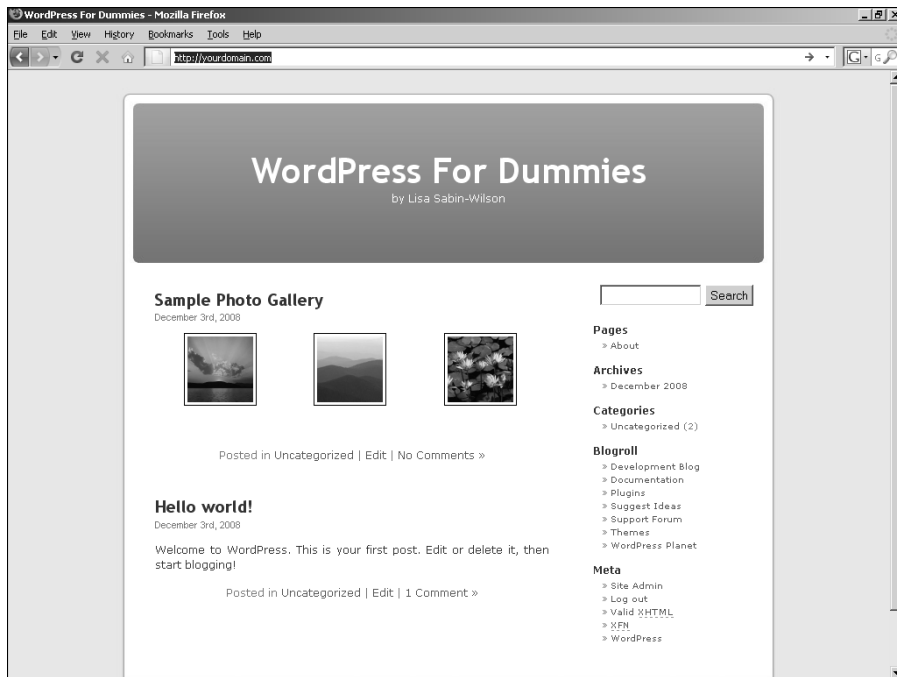 WordPress For Dummies - Mozilla Firefox
File Edit View History Bookmarks Tools Help
http://yourdomain.com
G G
WordPress For Dummies
by Lisa Sabin-Wilson
Sample Photo Gallery
December 3rd, 2008
Posted in Uncategorized | Edit | No Comments »
Hello world!
December 3rd, 2008
Welcome to WordPress. This is your first post. Edit or delete it, then
start blogging!
Posted in Uncategorized | Edit | 1 Comment »
Search
Pages
» About
Archives
» December 2008
Categories
» Uncategorized (2)
Blogroll
» Development Blog
» Documentation
» Plugins
» Suggest Ideas
» Support Forum
» Themes
» WordPress Planet
Meta
» Site Admin
» Log out
» Valid XHTML
» XFN
» WordPress